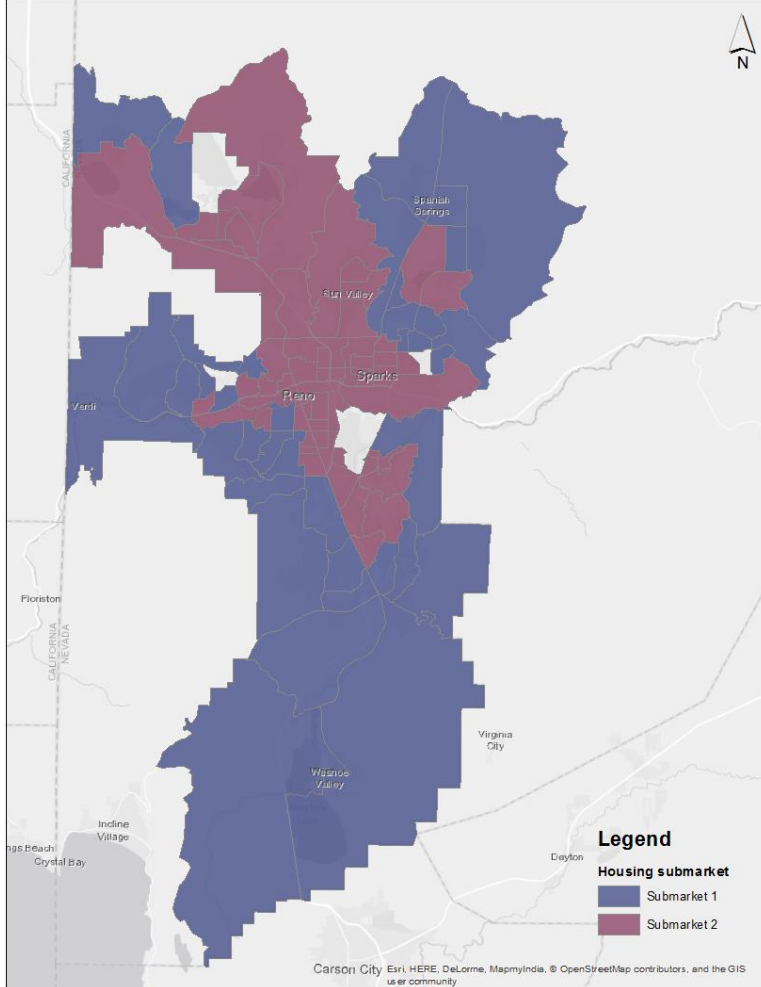 N
CALIFORNIA
Spanish
Springs
Sun Valley
Sparks
Reno
Verdi
Floriston
CALIFORNIA
NEVADA
Virginia
City
Washoe
Valley
Incline
Village
ngs Beach
Crystal Bay
Dayton
Legend
Housing submarket
Submarket 1
Submarket 2
Carson City
Esri, HERE, DeLorme, MapmyIndia, © OpenStreetMap contributors, and the GIS
user community